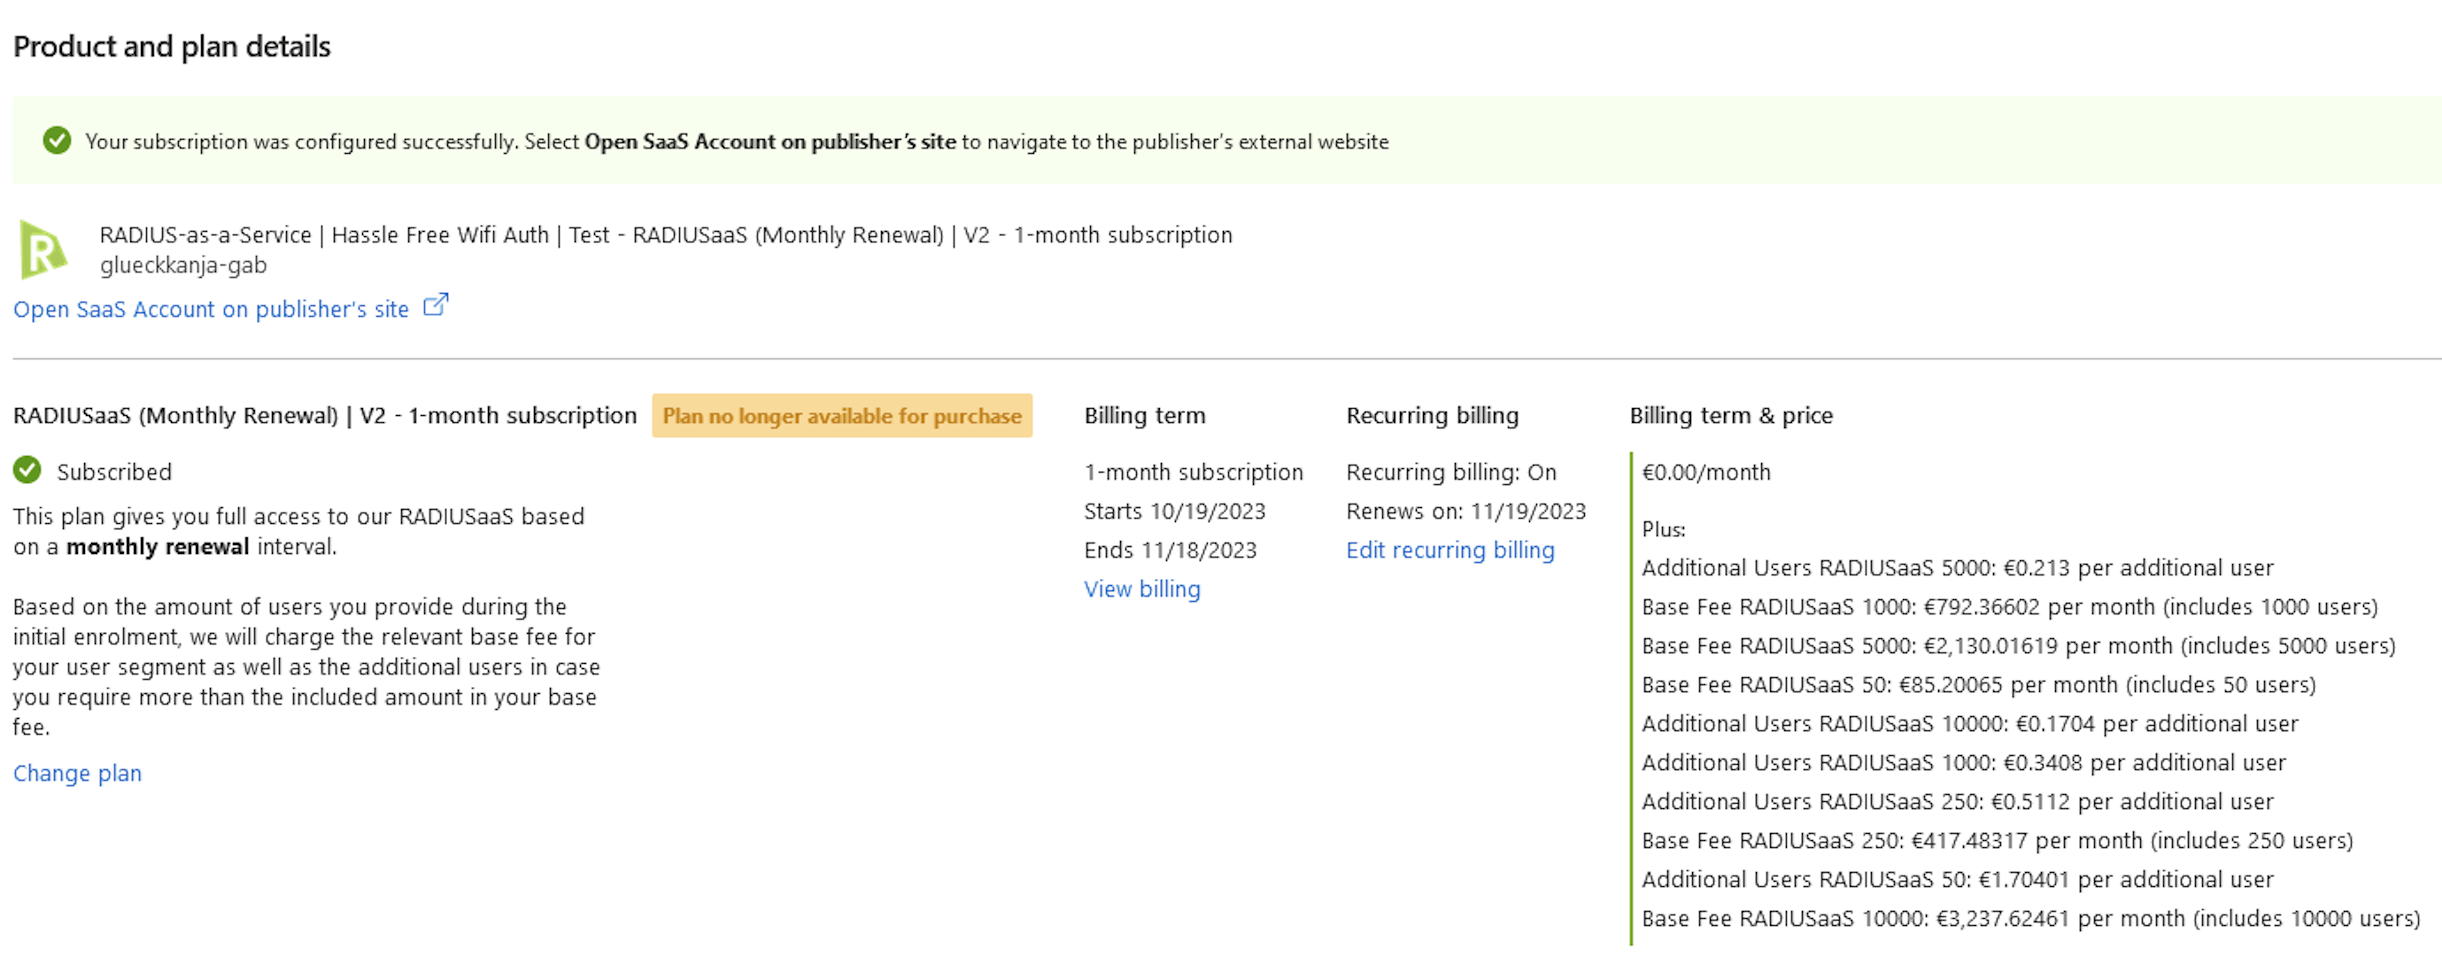 Product and plan details
Your subscription was configured successfully. Select Open SaaS Account on publisher’s site to navigate to the publisher’s external website
R
RADIUS-as-a-Service | Hassle Free Wifi Auth | Test - RADIUSaaS (Monthly Renewal) | V2 - 1-month subscription
glueckkanja-gab
Open SaaS Account on publisher's site
RADIUSaaS (Monthly Renewal) | V2 - 1-month subscription
Plan no longer available for purchase
Subscribed
This plan gives you full access to our RADIUSaaS based
on a monthly renewal interval.
Based on the amount of users you provide during the
initial enrolment, we will charge the relevant base fee for
your user segment as well as the additional users in case
you require more than the included amount in your base
fee.
Change plan
Billing term
1-month subscription
Starts 10/19/2023
Ends 11/18/2023
View billing
Recurring billing
Recurring billing: On
Renews on: 11/19/2023
Edit recurring billing
Billing term & price
€0.00/month
Plus:
Additional Users RADIUSaaS 5000: €0.213 per additional user
Base Fee RADIUSaaS 1000: €792.36602 per month (includes 1000 users)
Base Fee RADIUSaaS 5000: €2,130.01619 per month (includes 5000 users)
Base Fee RADIUSaaS 50: €85.20065 per month (includes 50 users)
Additional Users RADIUSaaS 10000: €0.1704 per additional user
Additional Users RADIUSaaS 1000: €0.3408 per additional user
Additional Users RADIUSaaS 250: €0.5112 per additional user
Base Fee RADIUSaaS 250: €417.48317 per month (includes 250 users)
Additional Users RADIUSaaS 50: €1.70401 per additional user
Base Fee RADIUSaaS 10000: €3,237.62461 per month (includes 10000 users)